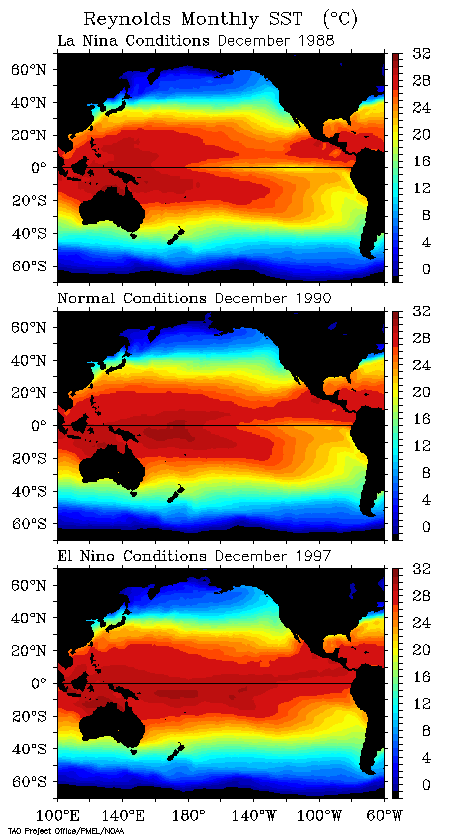 Reynolds Monthly SST (°C)
La Nina Conditions December 1988
60°N
40°N
20°N
0°
20°S
40°S
60°S
32
28
24
20
16
12
8
4
0
Normal Conditions December 1990
60°N
40°N
20°N
0°
20°S
40°S
60°S
32
28
24
20
16
12
8
4
0
El Nino Conditions December 1997
60°N
40°N
20°N
0°
20°S
40°S
60°S
32
28
24
20
16
12
8
4
0
100°E 140°E 180° 140°W 100°W 60°W
TAO Project Office/PMEL/NOAA